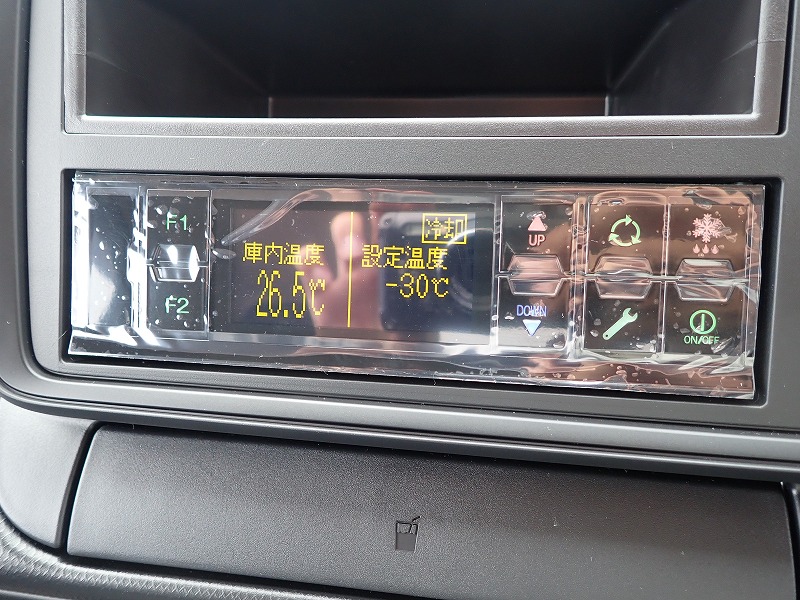 F1
F2
冷却
庫内温度
設定温度
26.5℃
-30℃
UP
DOWN
ON/OFF